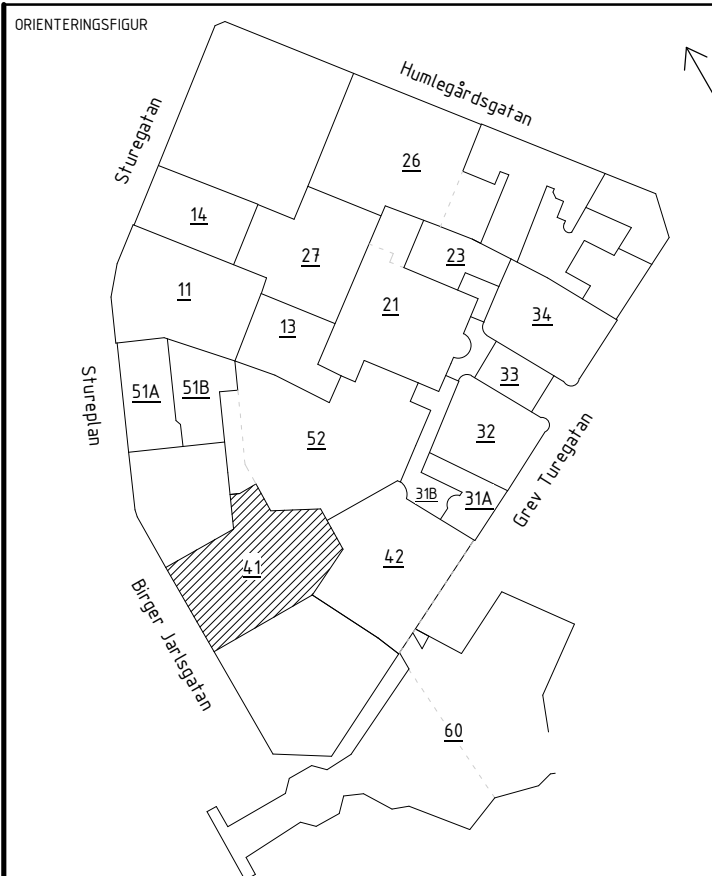 ORIENTERINGSFIGUR
Humlegårdsgatan
Sturegatan
26
14
27
23
11
21
34
13
33
51A
51B
Stureplan
52
32
31B
31A
Grev Turegatan
41
42
Birger Jarlsgatan
60